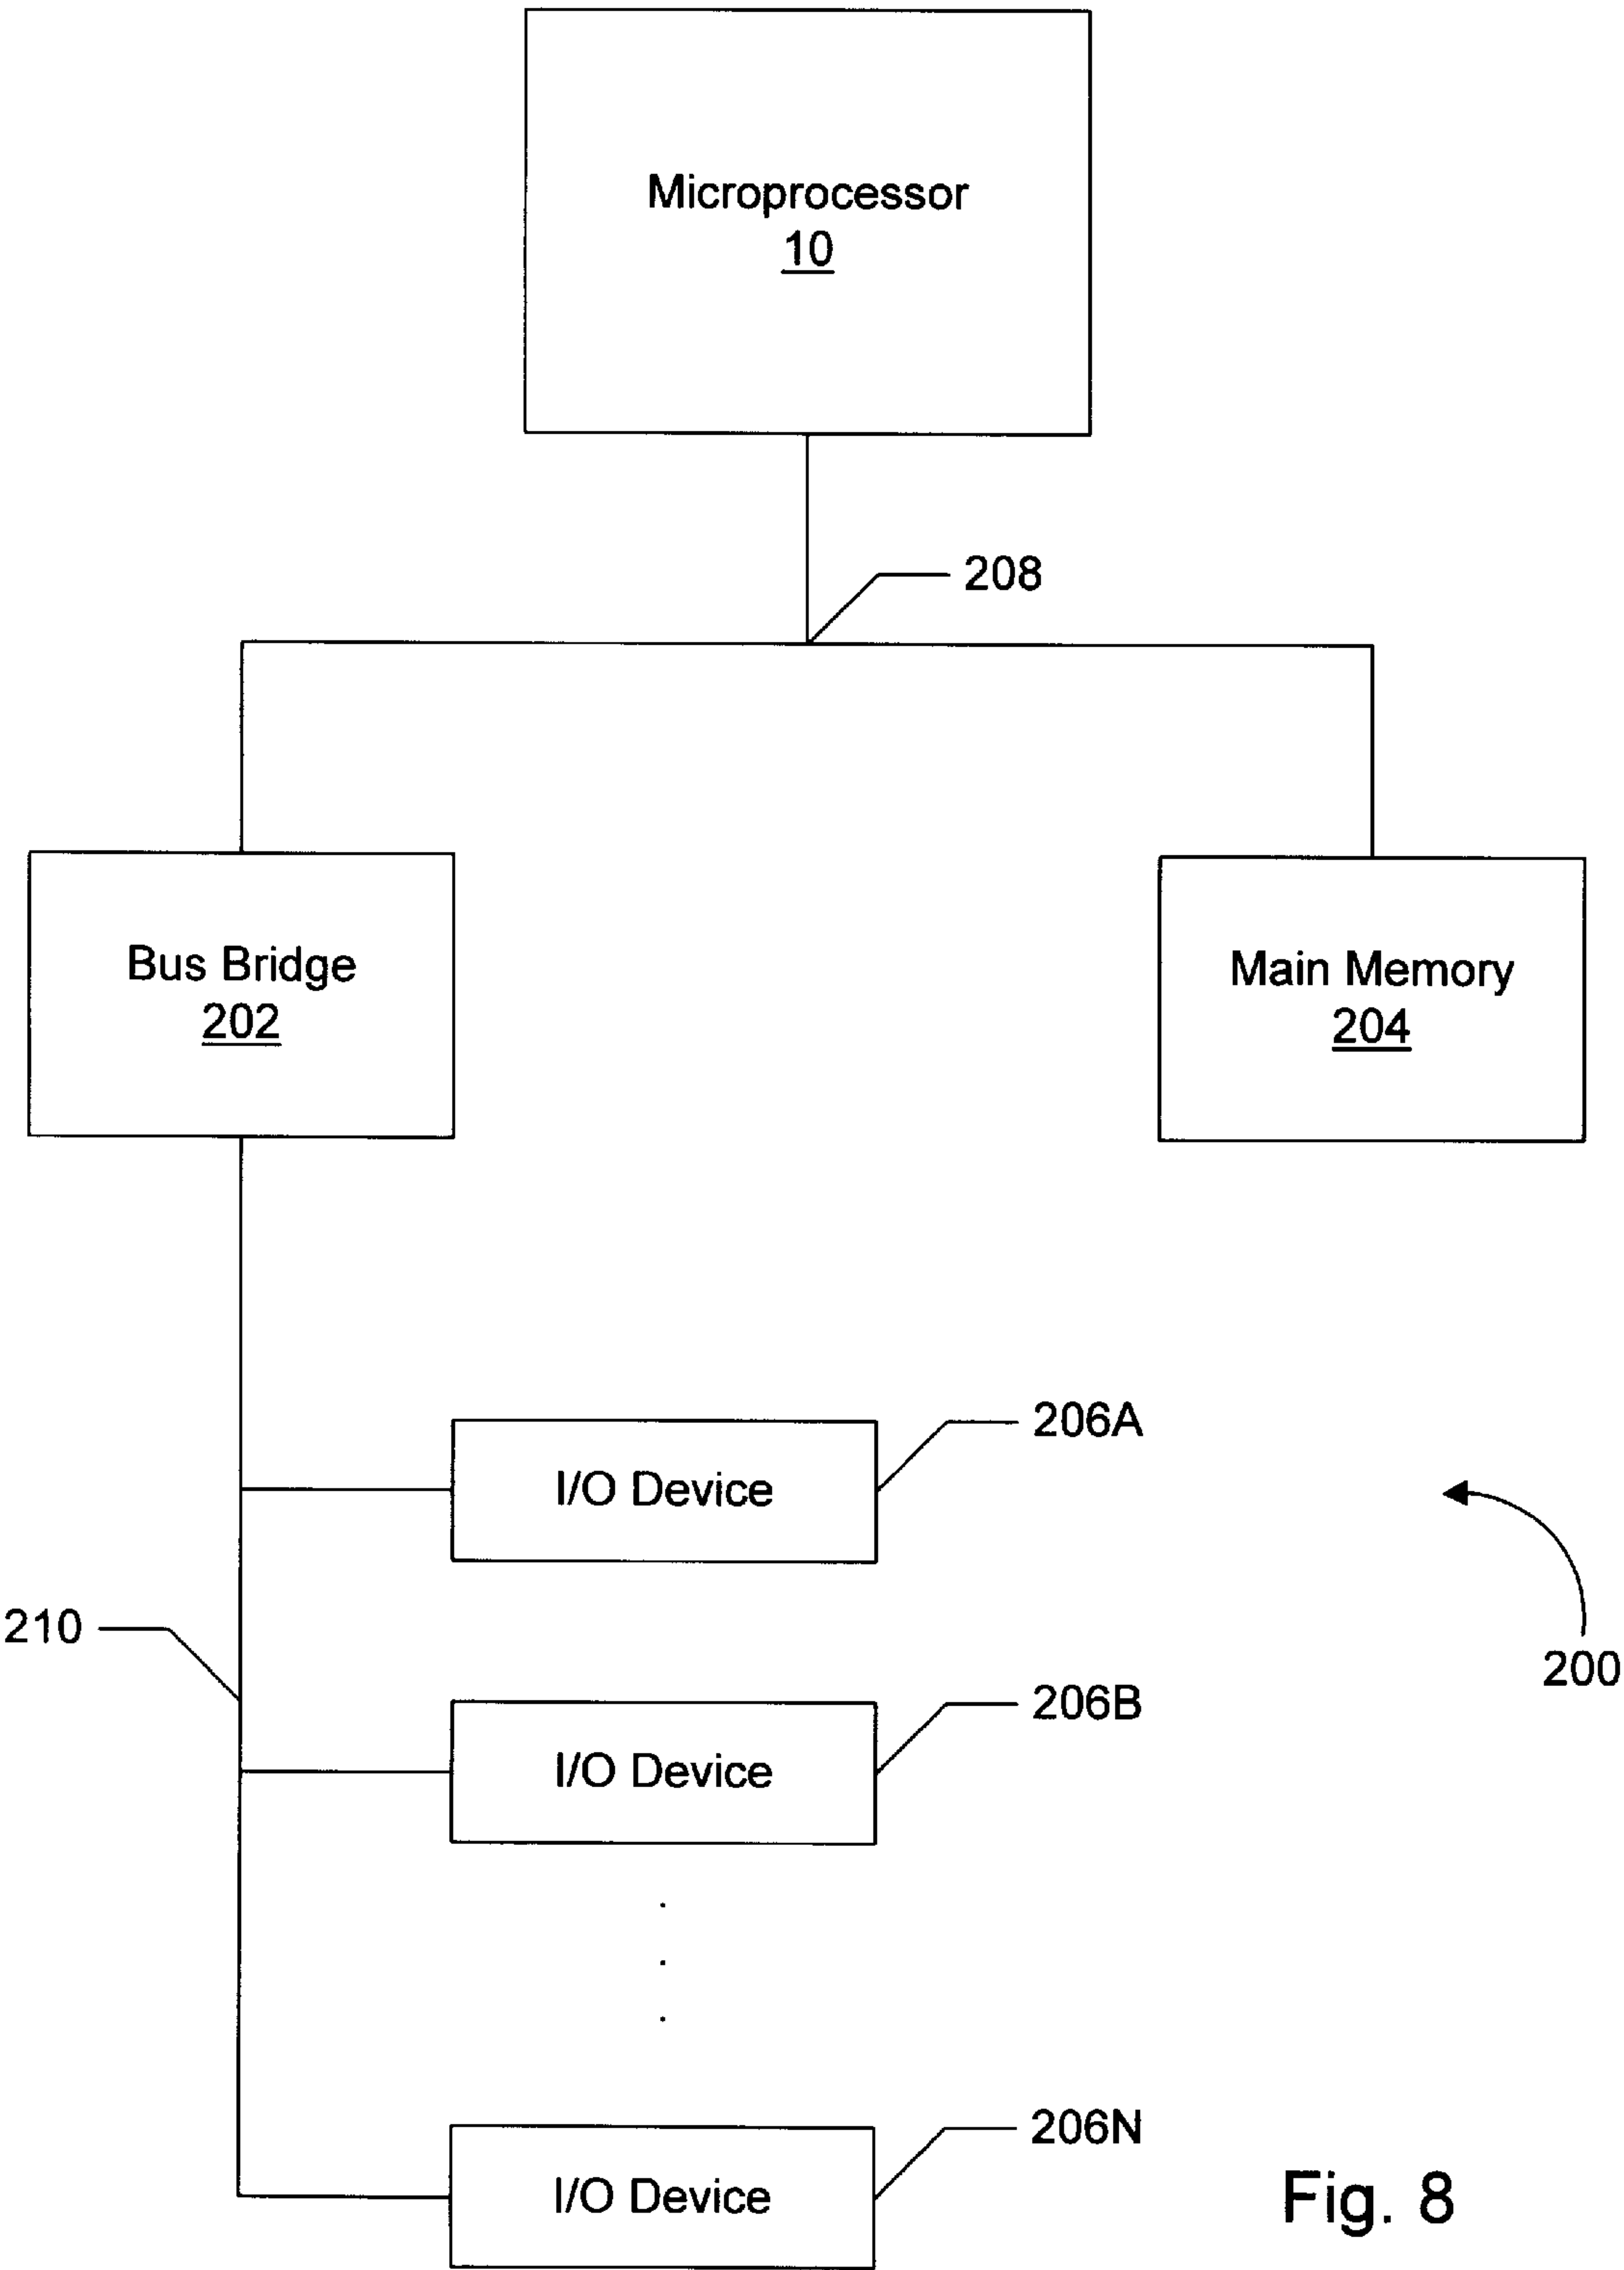 Microprocessor
10
208
Bus Bridge
202
Main Memory
204
206A
I/O Device
210
200
206B
I/O Device
206N
I/O Device
Fig. 8